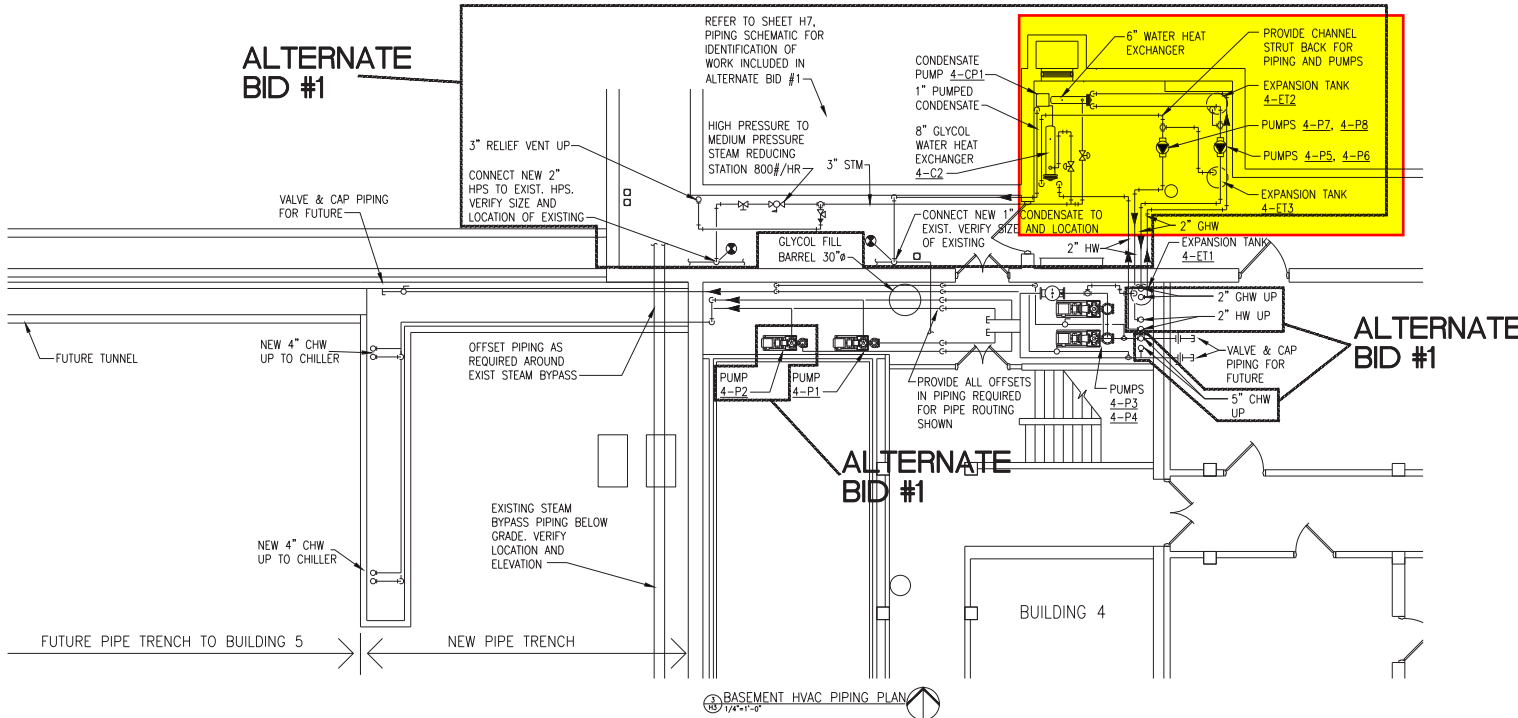 ALTERNATE
BID #1
REFER TO SHEET H7,
PIPING SCHEMATIC FOR
IDENTIFICATION OF
WORK INCLUDED IN
ALTERNATE BID #1
CONDENSATE
PUMP 4-CP1
1" PUMPED
CONDENSATE
8" GLYCOL
WATER HEAT
EXCHANGER
4-C2
6" WATER HEAT
EXCHANGER
PROVIDE CHANNEL
STRUT BACK FOR
PIPING AND PUMPS
EXPANSION TANK
4-ET2
PUMPS 4-P7, 4-P8
PUMPS 4-P5, 4-P6
EXPANSION TANK
4-ET3
HIGH PRESSURE TO
MEDIUM PRESSURE
STEAM REDUCING
STATION 800#/HR
3" STM
3" RELIEF VENT UP
CONNECT NEW 2"
HPS TO EXIST. HPS.
VERIFY SIZE AND
LOCATION OF EXISTING
VALVE & CAP PIPING
FOR FUTURE
GLYCOL FILL
BARREL 30"ø
CONNECT NEW 1" CONDENSATE TO
EXIST. VERIFY SIZE AND LOCATION
OF EXISTING
2" HW
2" GHW
EXPANSION TANK
4-ET1
2" GHW UP
2" HW UP
ALTERNATE
BID #1
VALVE & CAP
PIPING FOR
FUTURE
5" CHW
UP
FUTURE TUNNEL
NEW 4" CHW
UP TO CHILLER
OFFSET PIPING AS
REQUIRED AROUND
EXIST STEAM BYPASS
PUMP
4-P2
PUMP
4-P1
PROVIDE ALL OFFSETS
IN PIPING REQUIRED
FOR PIPE ROUTING
SHOWN
PUMPS
4-P3
4-P4
ALTERNATE
BID #1
EXISTING STEAM
BYPASS PIPING BELOW
GRADE. VERIFY
LOCATION AND
ELEVATION
NEW 4" CHW
UP TO CHILLER
BUILDING 4
FUTURE PIPE TRENCH TO BUILDING 5
NEW PIPE TRENCH
3
H3
BASEMENT HVAC PIPING PLAN
1/4"=1'-0"